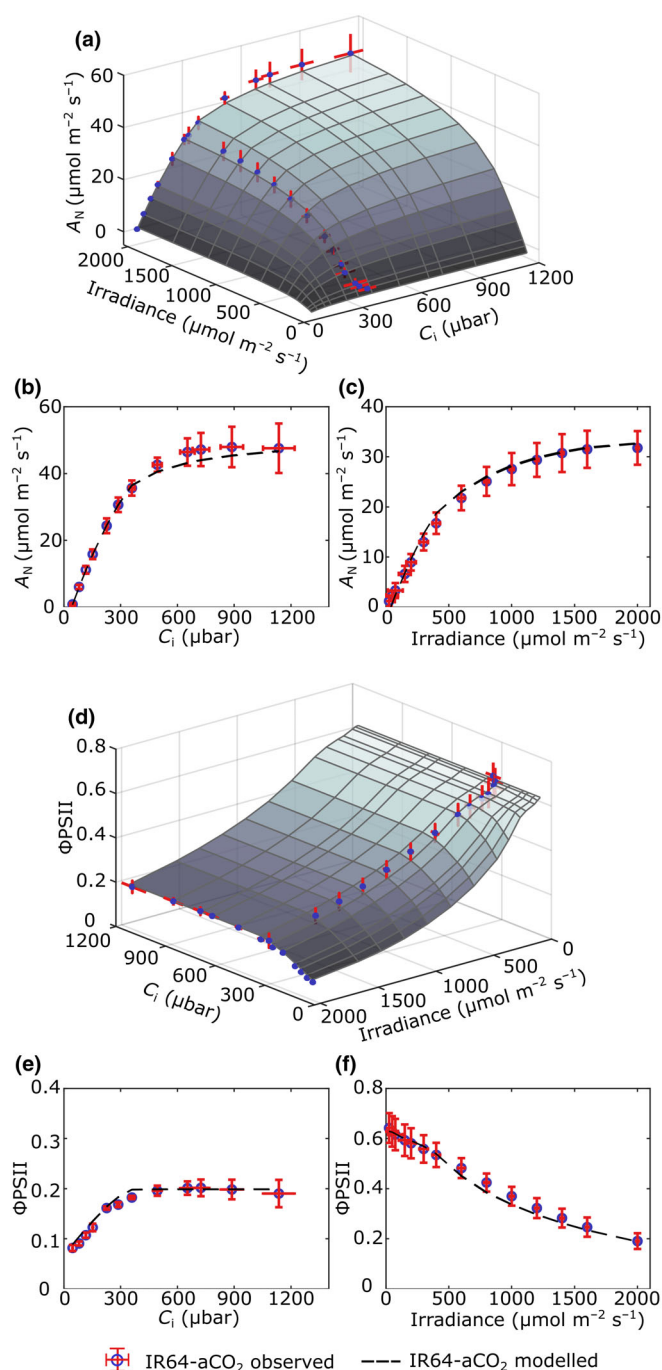 (a)
A_N (µmol m⁻² s⁻¹)
60
40
20
0
2000
1500
1000
500
0
Irradiance (µmol m⁻² s⁻¹)
0
300
600
900
1200
C_i (µbar)
(b)
A_N (µmol m⁻² s⁻¹)
60
40
20
0
0 300 600 900 1200
C_i (µbar)
(c)
A_N (µmol m⁻² s⁻¹)
40
30
20
10
0
0 500 1000 1500 2000
Irradiance (µmol m⁻² s⁻¹)
(d)
ΦPSII
0.8
0.6
0.4
0.2
0
1200
900
600
300
0
C_i (µbar)
2000
1500
1000
500
0
Irradiance (µmol m⁻² s⁻¹)
(e)
ΦPSII
0.4
0.3
0.2
0.1
0
0 300 600 900 1200
C_i (µbar)
(f)
ΦPSII
0.8
0.6
0.4
0.2
0
0 500 1000 1500 2000
Irradiance (µmol m⁻² s⁻¹)
IR64-aCO₂ observed
IR64-aCO₂ modelled